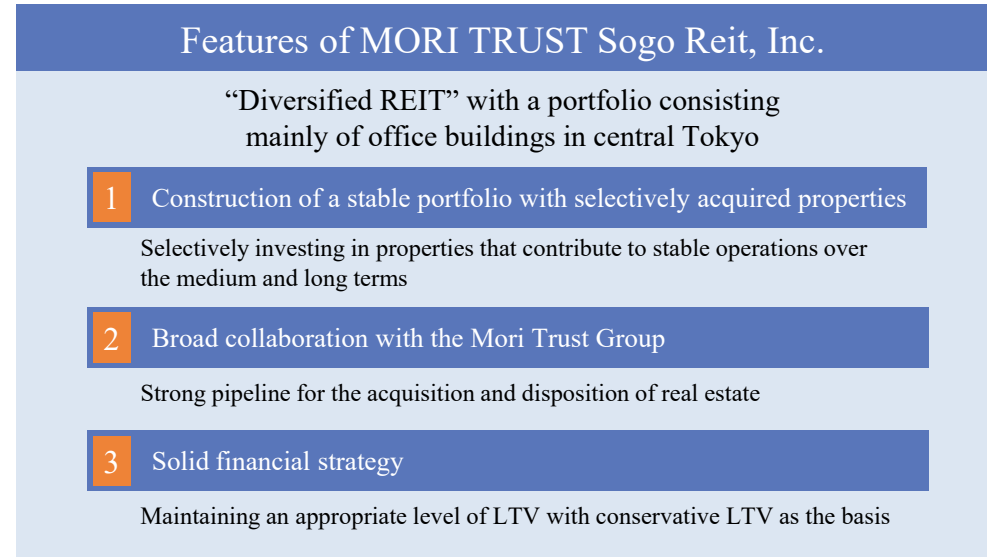 Features of MORI TRUST Sogo Reit, Inc.
“Diversified REIT” with a portfolio consisting
mainly of office buildings in central Tokyo
1 Construction of a stable portfolio with selectively acquired properties
Selectively investing in properties that contribute to stable operations over
the medium and long terms
2 Broad collaboration with the Mori Trust Group
Strong pipeline for the acquisition and disposition of real estate
3 Solid financial strategy
Maintaining an appropriate level of LTV with conservative LTV as the basis